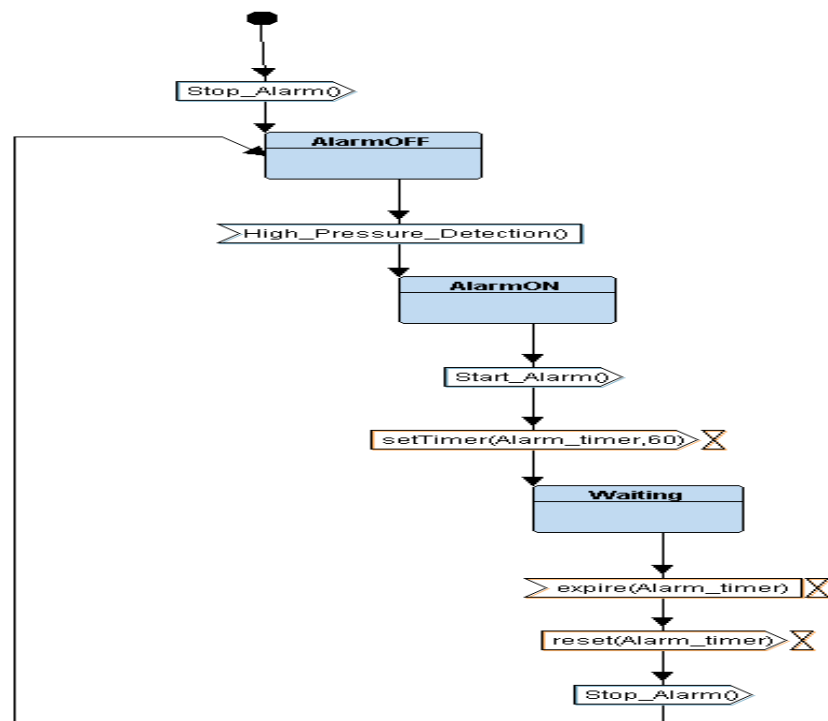 Stop_Alarm()
AlarmOFF
High_Pressure_Detection()
AlarmON
Start_Alarm()
setTimer(Alarm_timer,60)
Waiting
expire(Alarm_timer)
reset(Alarm_timer)
Stop_Alarm()